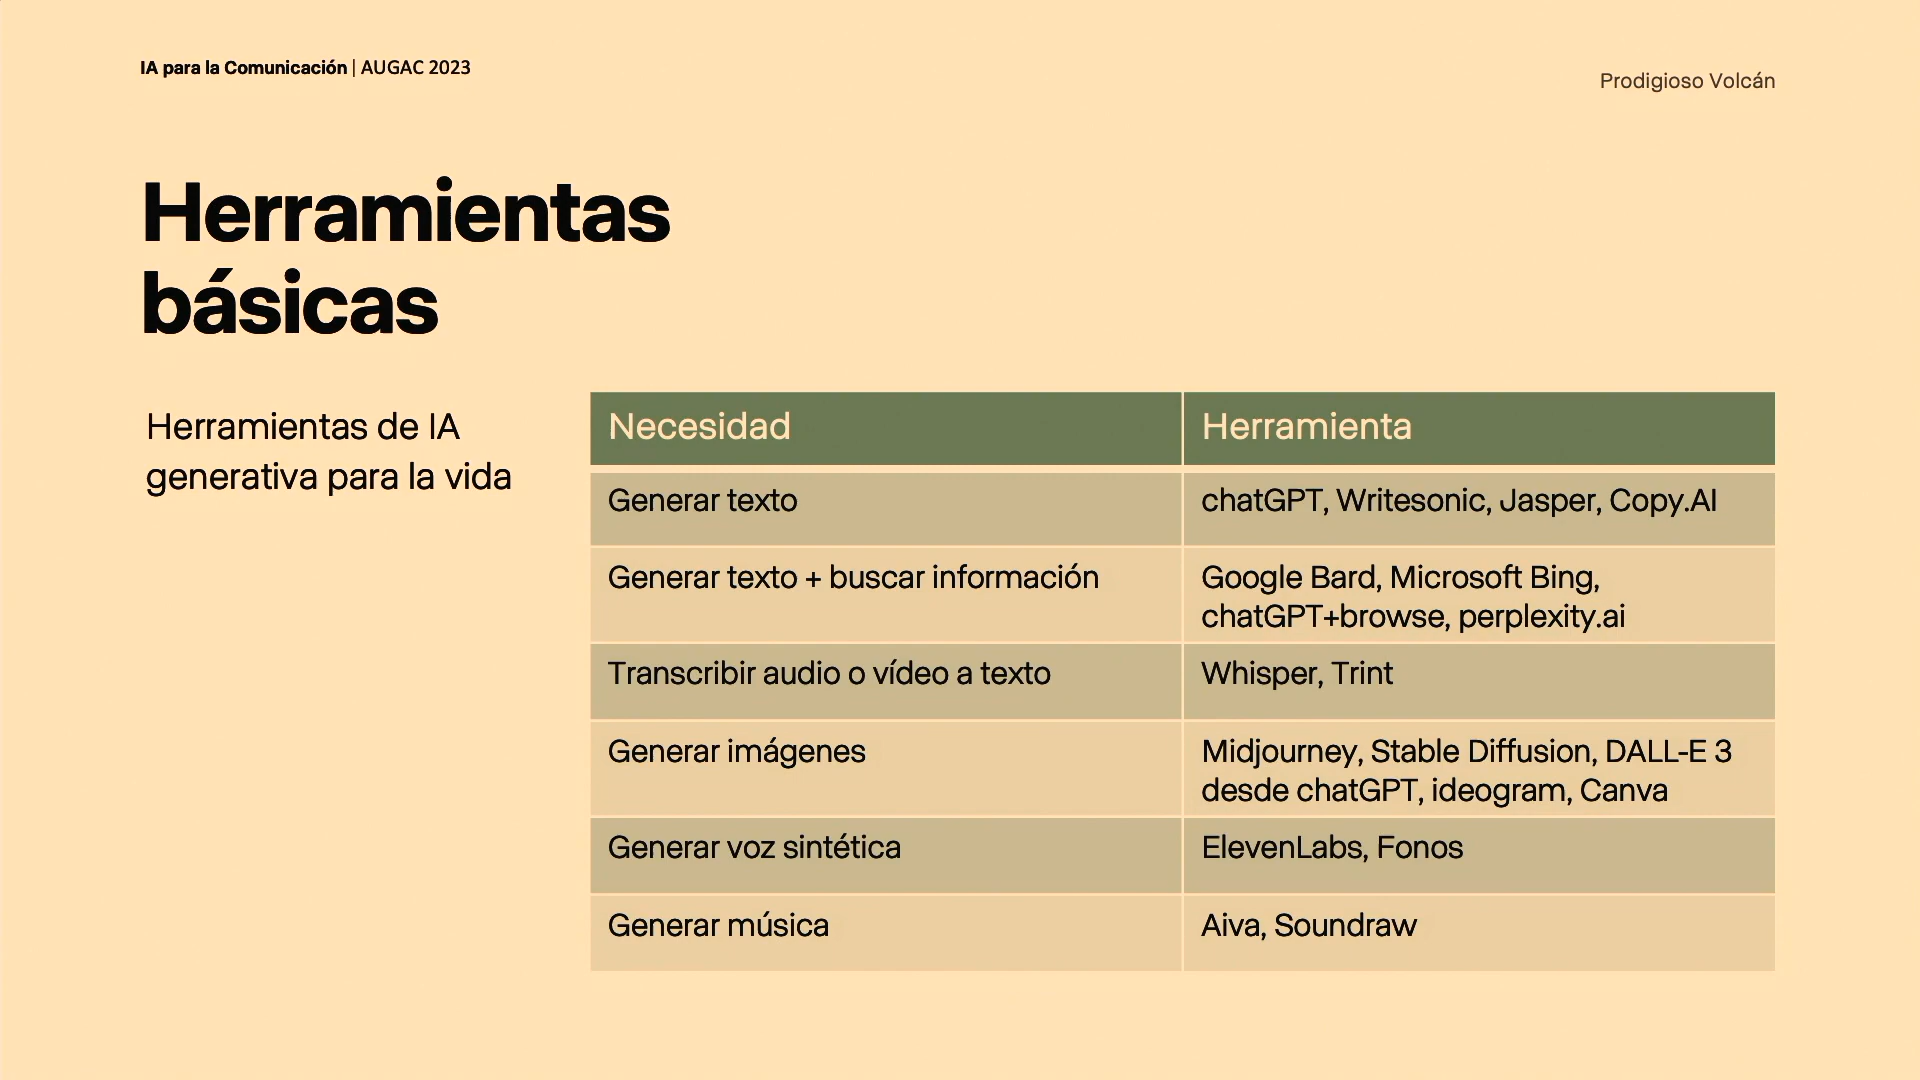 IA para la Comunicación | AUGAC 2023
Prodigioso Volcán
Herramientas
básicas
Herramientas de IA
generativa para la vida
Necesidad
Herramienta
Generar texto
chatGPT, Writesonic, Jasper, Copy.AI
Generar texto + buscar información
Google Bard, Microsoft Bing,
chatGPT+browse, perplexity.ai
Transcribir audio o vídeo a texto
Whisper, Trint
Generar imágenes
Midjourney, Stable Diffusion, DALL-E 3
desde chatGPT, ideogram, Canva
Generar voz sintética
ElevenLabs, Fonos
Generar música
Aiva, Soundraw